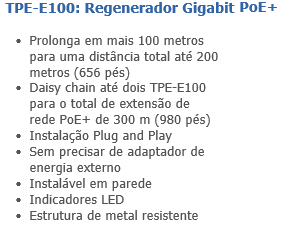 TPE-E100: Regenerador Gigabit PoE+
• Prolonga em mais 100 metros
para uma distância total até 200
metros (656 pés)
• Daisy chain até dois TPE-E100
para o total de extensão de
rede PoE+ de 300 m (980 pés)
• Instalação Plug and Play
• Sem precisar de adaptador de
energia externo
• Instalável em parede
• Indicadores LED
• Estrutura de metal resistente